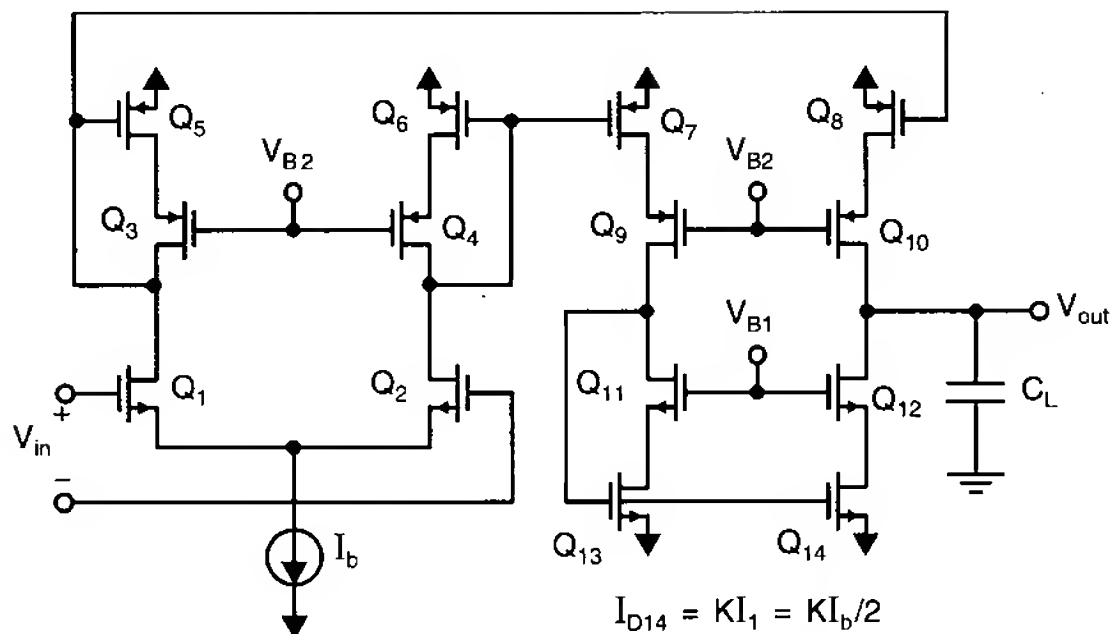 Q5
Q6
Q7
Q8
VB2
VB2
Q3
Q4
Q9
Q10
Vout
VB1
Q1
Q2
Q11
Q12
CL
+
Vin
−
Ib
Q13
Q14
ID14 = KI1 = KIb/2